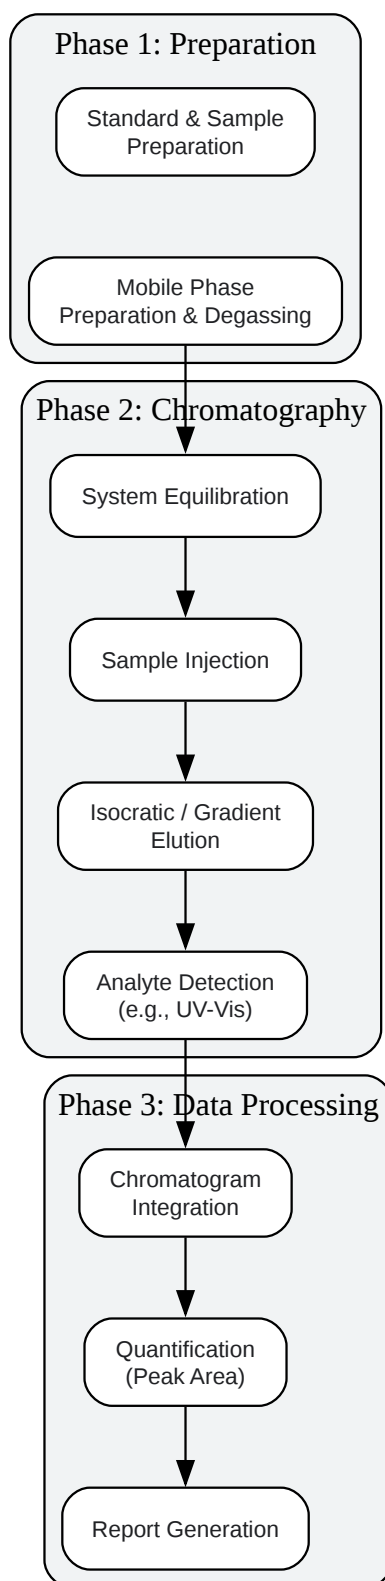 Phase 1: Preparation
Standard & Sample
Preparation
Mobile Phase
Preparation & Degassing
Phase 2: Chromatography
System Equilibration
Sample Injection
Isocratic / Gradient
Elution
Analyte Detection
(e.g., UV-Vis)
Phase 3: Data Processing
Chromatogram
Integration
Quantification
(Peak Area)
Report Generation